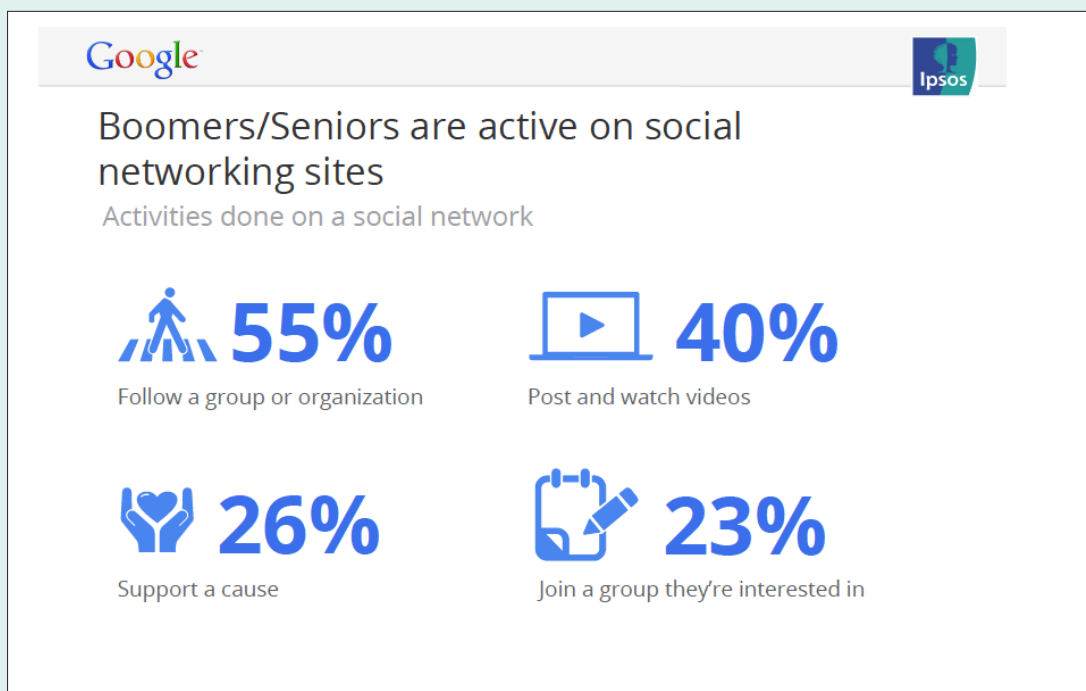 Google
Ipsos
Boomers/Seniors are active on social
networking sites
Activities done on a social network
55%
Follow a group or organization
40%
Post and watch videos
26%
Support a cause
23%
Join a group they're interested in